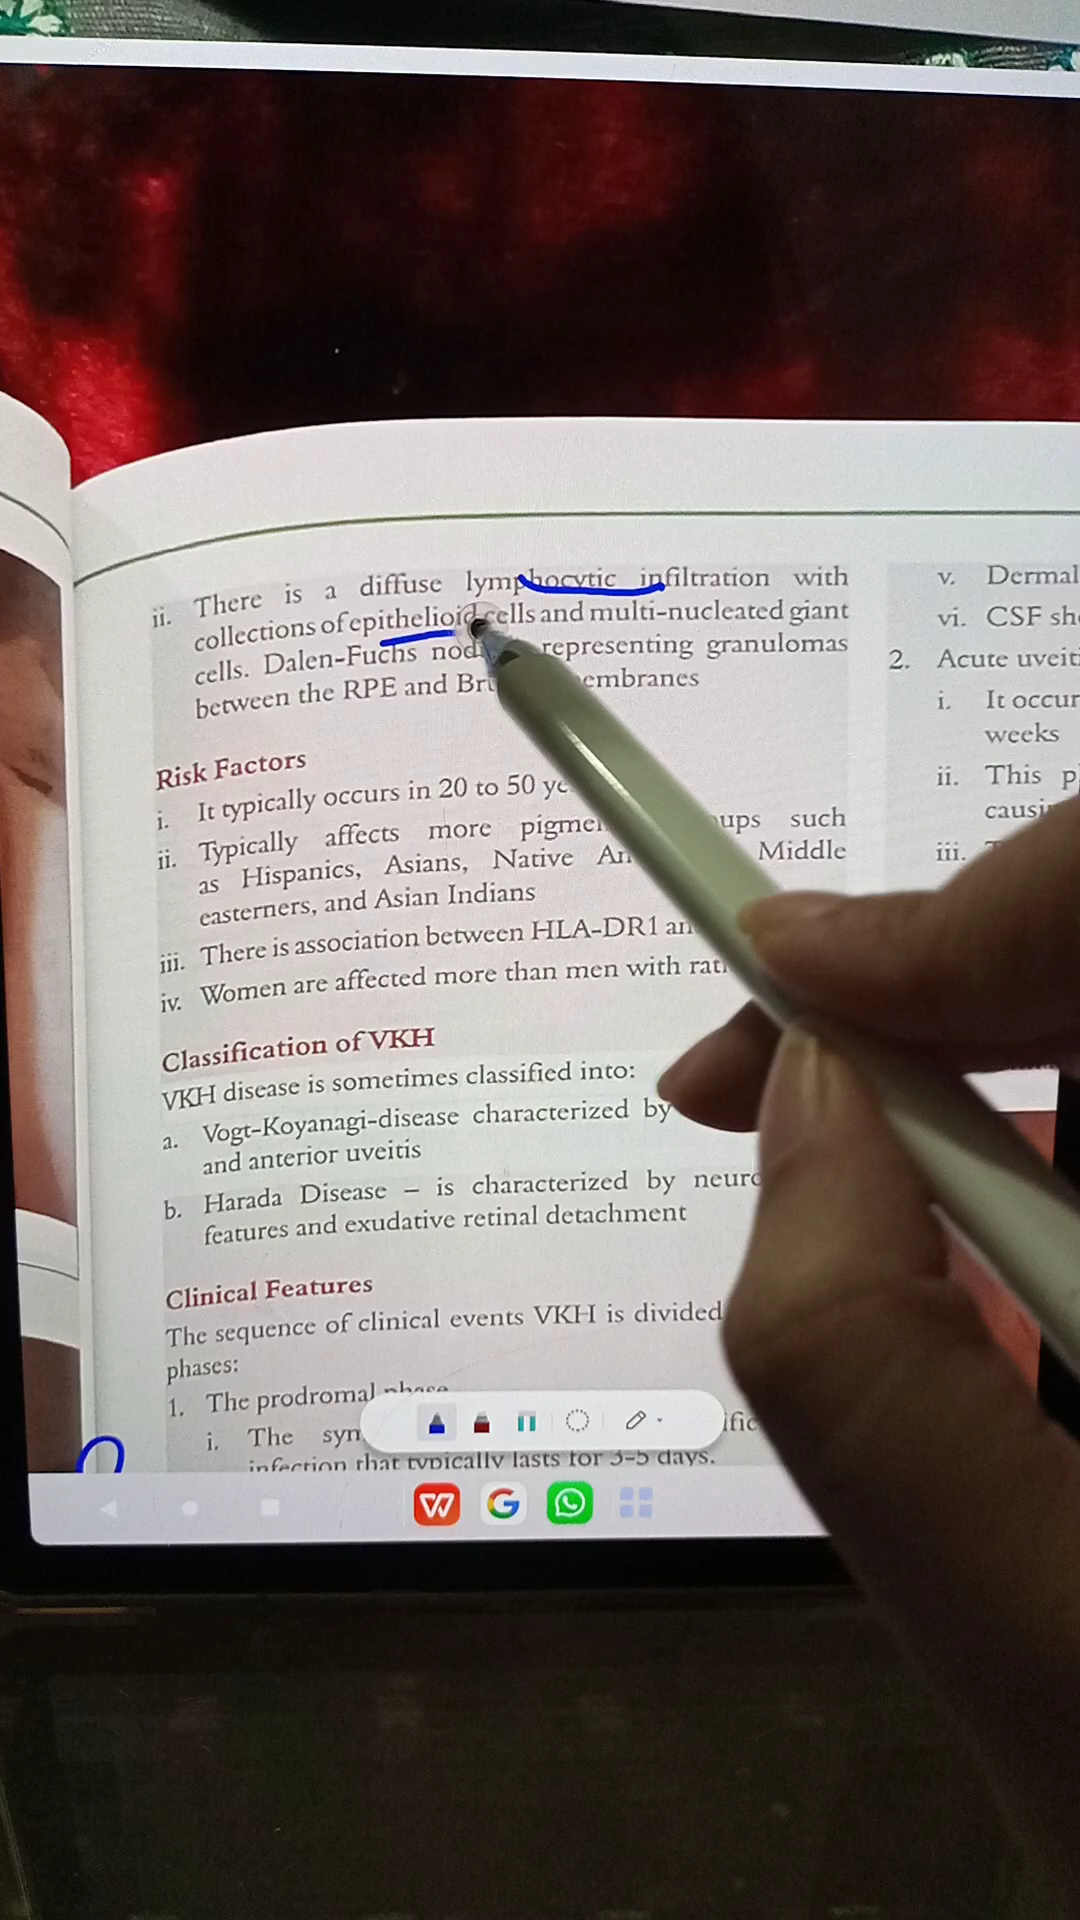 ii. There is a diffuse lymphocytic infiltration with
collections of epithelioid cells and multi-nucleated giant
cells. Dalen-Fuchs representing granulomas
between the RPE and
Risk Factors
i. It typically occurs in 20 to 50
ii. Typically affects more such
as Hispanics, Asians, Native Middle
easterners, and Asian Indians
iii. There is association between HLA-DR1
iv. Women are affected more than men with
Classification of VKH
VKH disease is sometimes classified into:
a. Vogt-Koyanagi-disease characterized by
and anterior uveitis
b. Harada Disease – is characterized by
features and exudative retinal detachment
Clinical Features
The sequence of clinical events VKH is divided
phases:
1. The prodromal phase
i. The
infection that typically lasts for 3-5 days.
v. Dermal
vi. CSF
2. Acute
i. It
weeks
ii. This
iii.